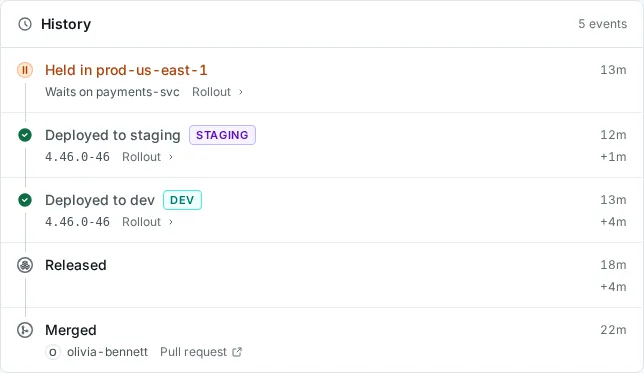 History 5 events
Held in prod-us-east-1 13m
Waits on payments-svc Rollout
Deployed to staging STAGING 12m
4.46.0-46 Rollout +1m
Deployed to dev DEV 13m
4.46.0-46 Rollout +4m
Released 18m
+4m
Merged 22m
O olivia-bennett Pull request